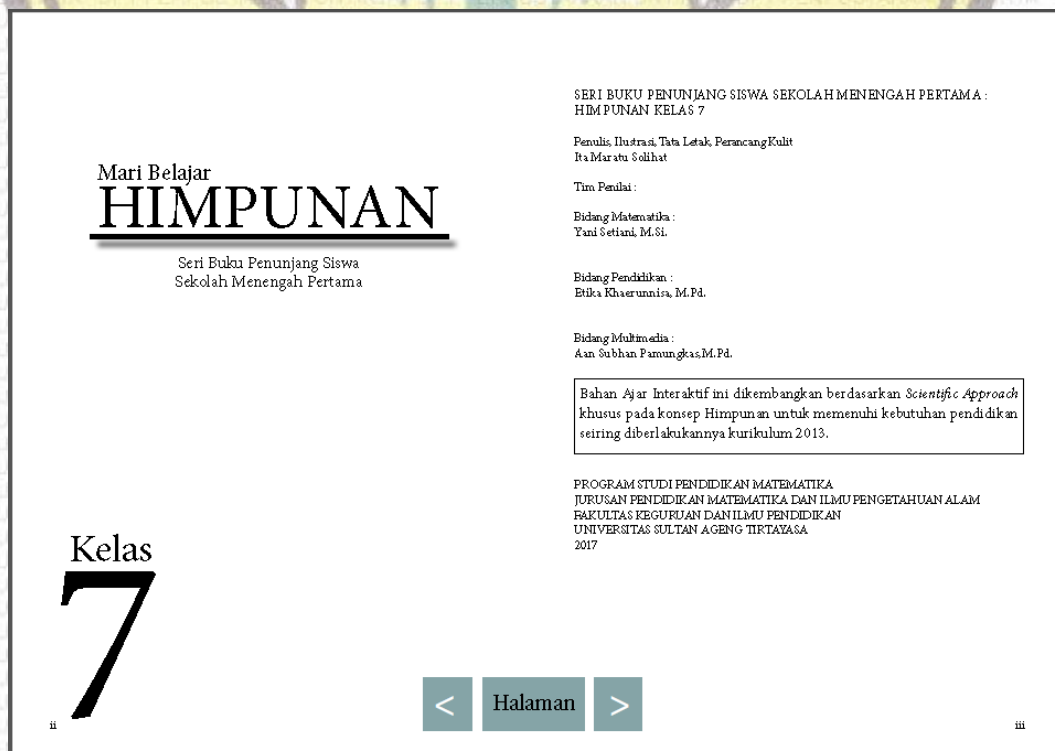 Mari Belajar
HIMPUNAN
Seri Buku Penunjang Siswa
Sekolah Menengah Pertama
Kelas
7
ii
SERI BUKU PENUNJANG SISWA SEKOLAH MENENGAH PERTAMA :
HIMPUNAN KELAS 7
Penulis, Ilustrasi, Tata Letak, Perancang Kulit
Ita Maratu Solihat
Tim Penilai :
Bidang Matematika :
Yani Setiani, M.Si.
Bidang Pendidikan :
Etika Khaerunnisa, M.Pd.
Bidang Multimedia :
Aan Subhan Pamungkas,M.Pd.
Bahan Ajar Interaktif ini dikembangkan berdasarkan Scientific Approach
khusus pada konsep Himpunan untuk memenuhi kebutuhan pendidikan
seiring diberlakukannya kurikulum 2013.
PROGRAM STUDI PENDIDIKAN MATEMATIKA
JURUSAN PENDIDIKAN MATEMATIKA DAN ILMU PENGETAHUAN ALAM
FAKULTAS KEGURUAN DAN ILMU PENDIDIKAN
UNIVERSITAS SULTAN AGENG TIRTAYASA
2017
iii
< Halaman >